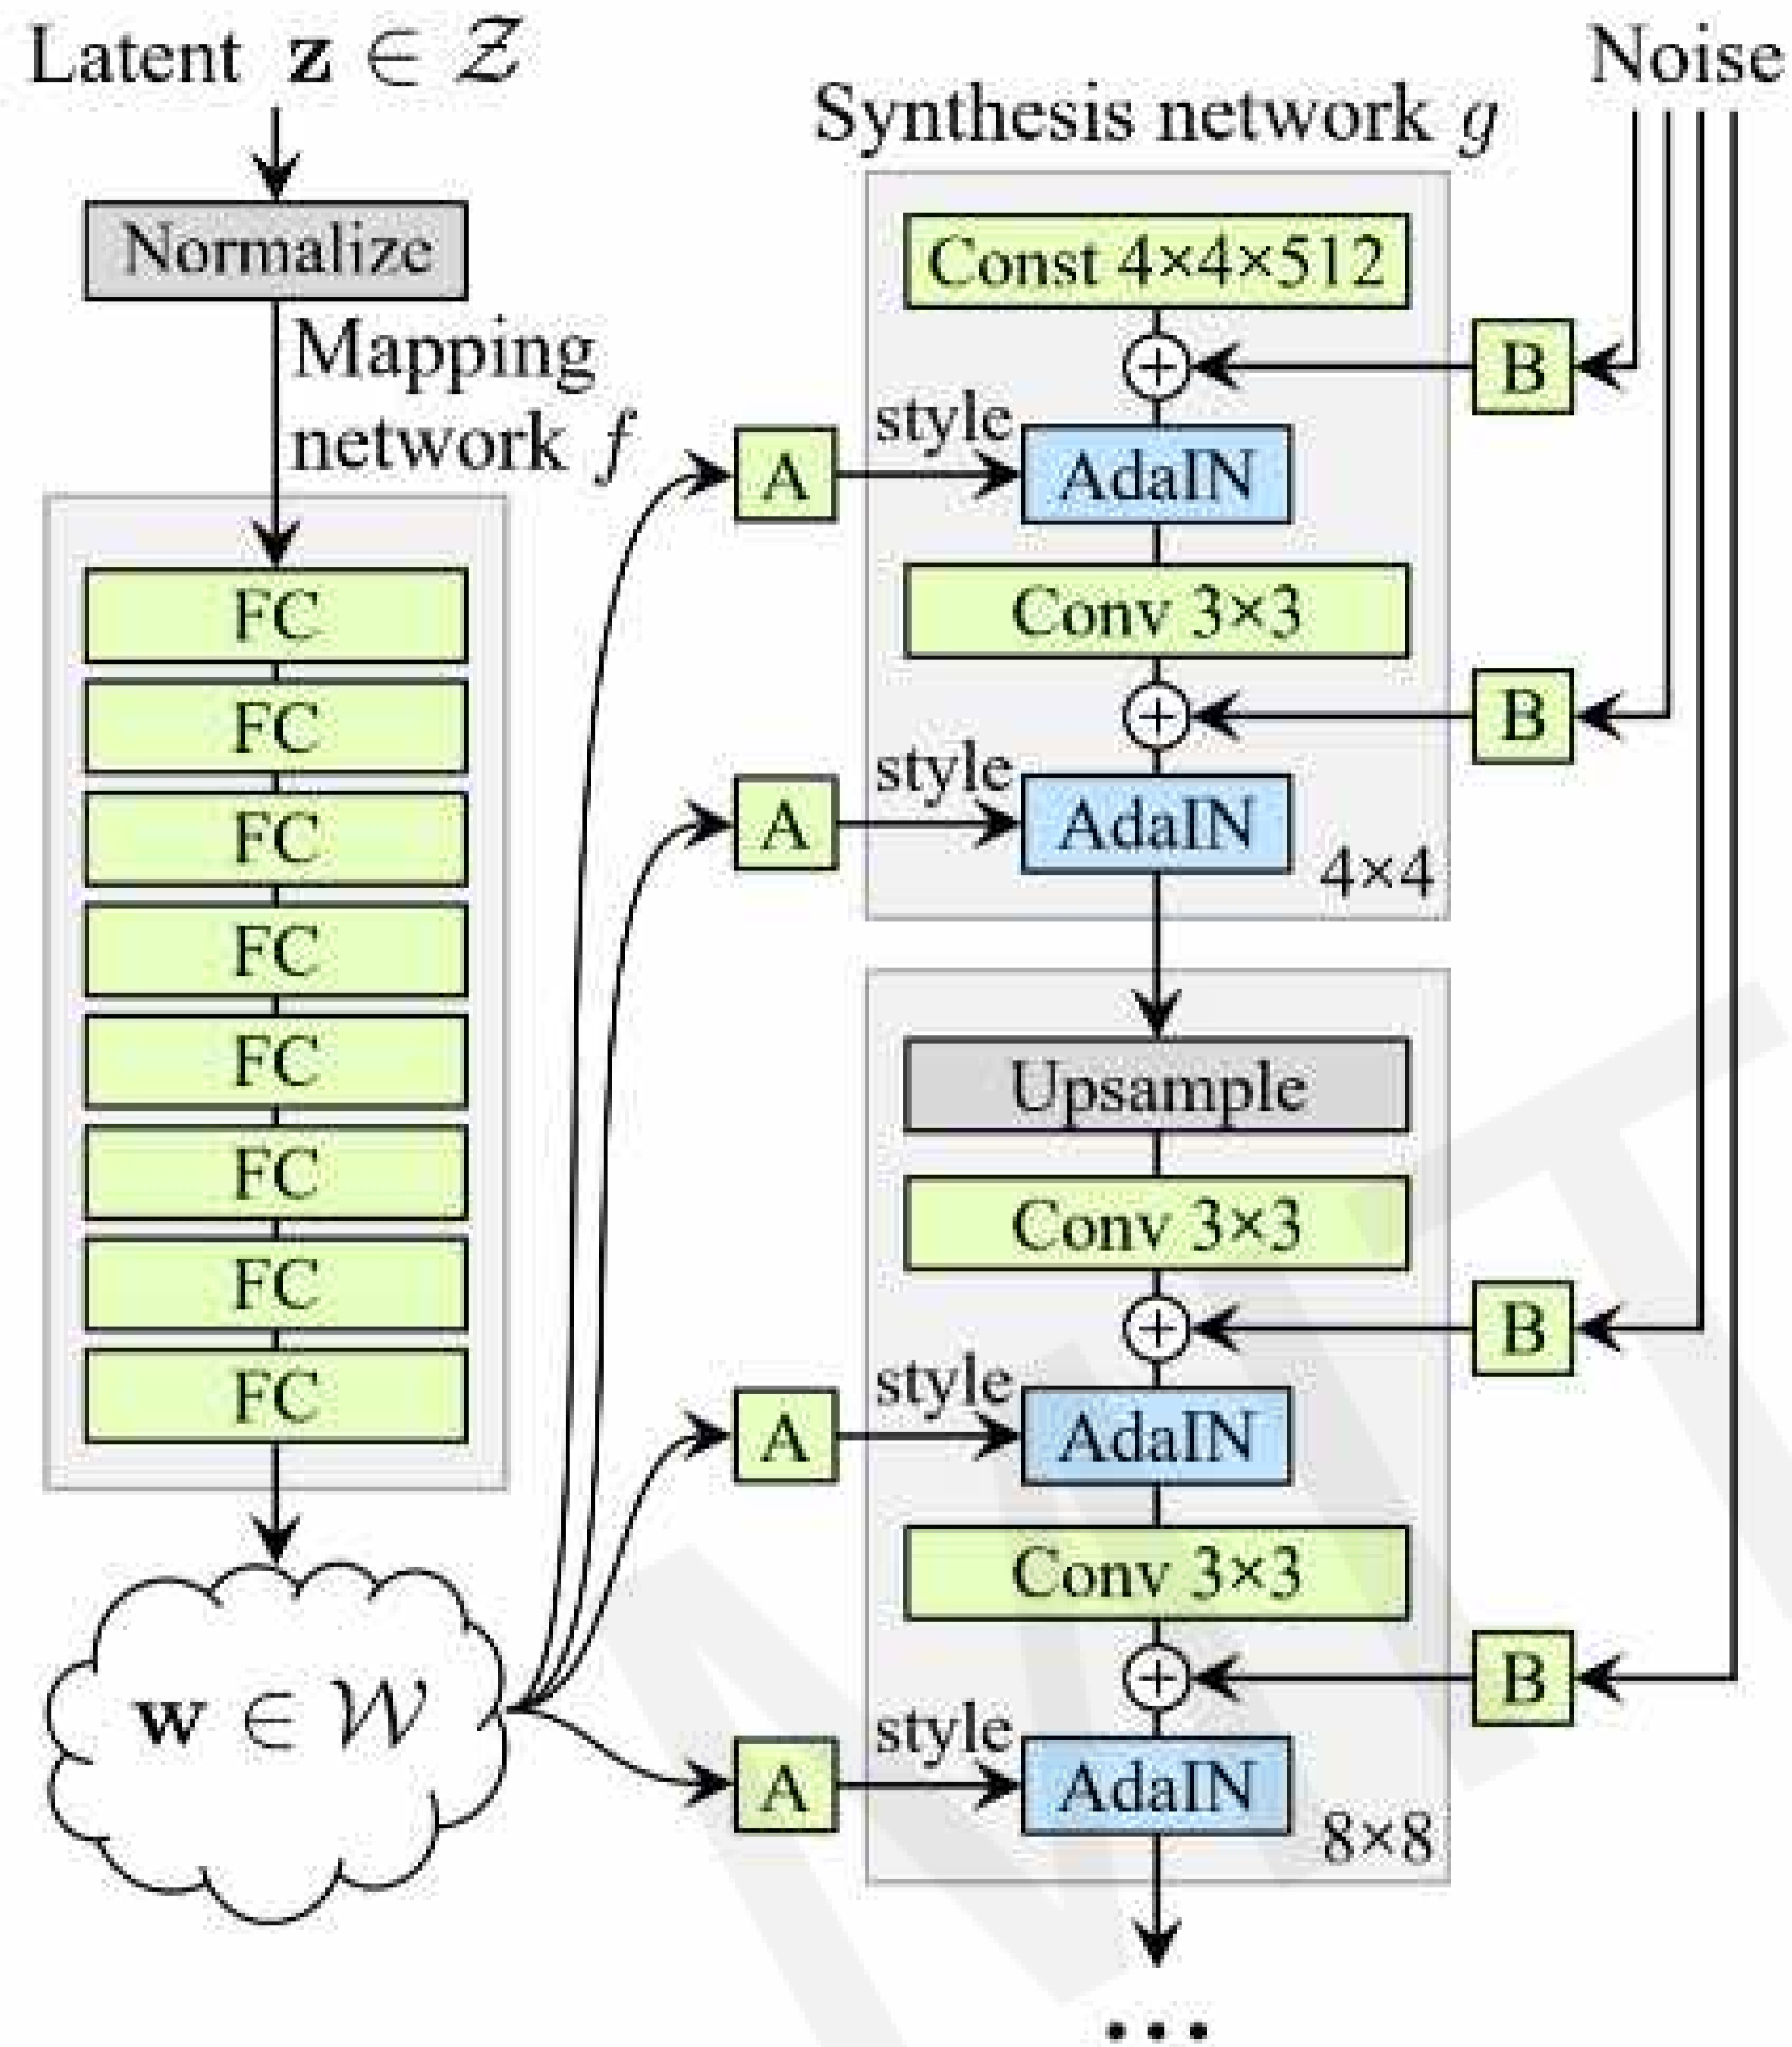 Latent z ∈ 𝒵
Normalize
Mapping
network f
FC
FC
FC
FC
FC
FC
FC
FC
w ∈ 𝒲
Synthesis network g
Noise
Const 4×4×512
B
style
A
AdaIN
Conv 3×3
B
style
A
AdaIN
4×4
Upsample
Conv 3×3
B
style
A
AdaIN
Conv 3×3
B
style
A
AdaIN
8×8
...